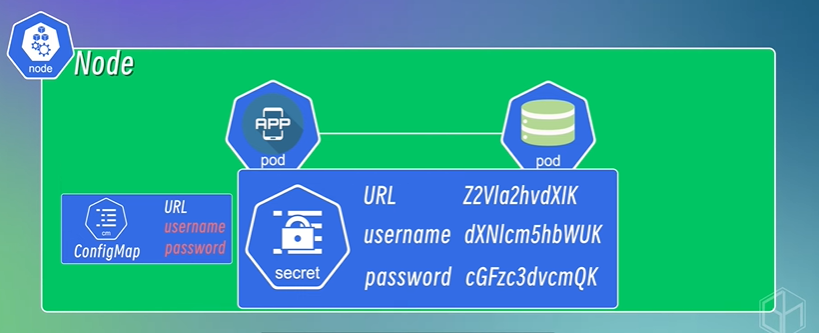 node
Node
APP
pod
pod
cm
ConfigMap
URL
username
password
secret
URL Z2Vla2hvdXIK
username dXNlcm5hbWUK
password cGFzc3dvcmQK